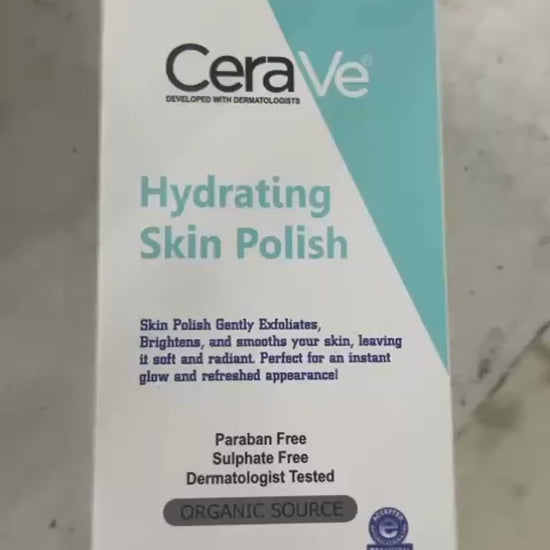 CeraVe®
DEVELOPED WITH DERMATOLOGISTS
Hydrating
Skin Polish
Skin Polish Gently Exfoliates,
Brightens, and smooths your skin, leaving
it soft and radiant. Perfect for an instant
glow and refreshed appearance!
Paraban Free
Sulphate Free
Dermatologist Tested
ORGANIC SOURCE
ACCEPTED
e